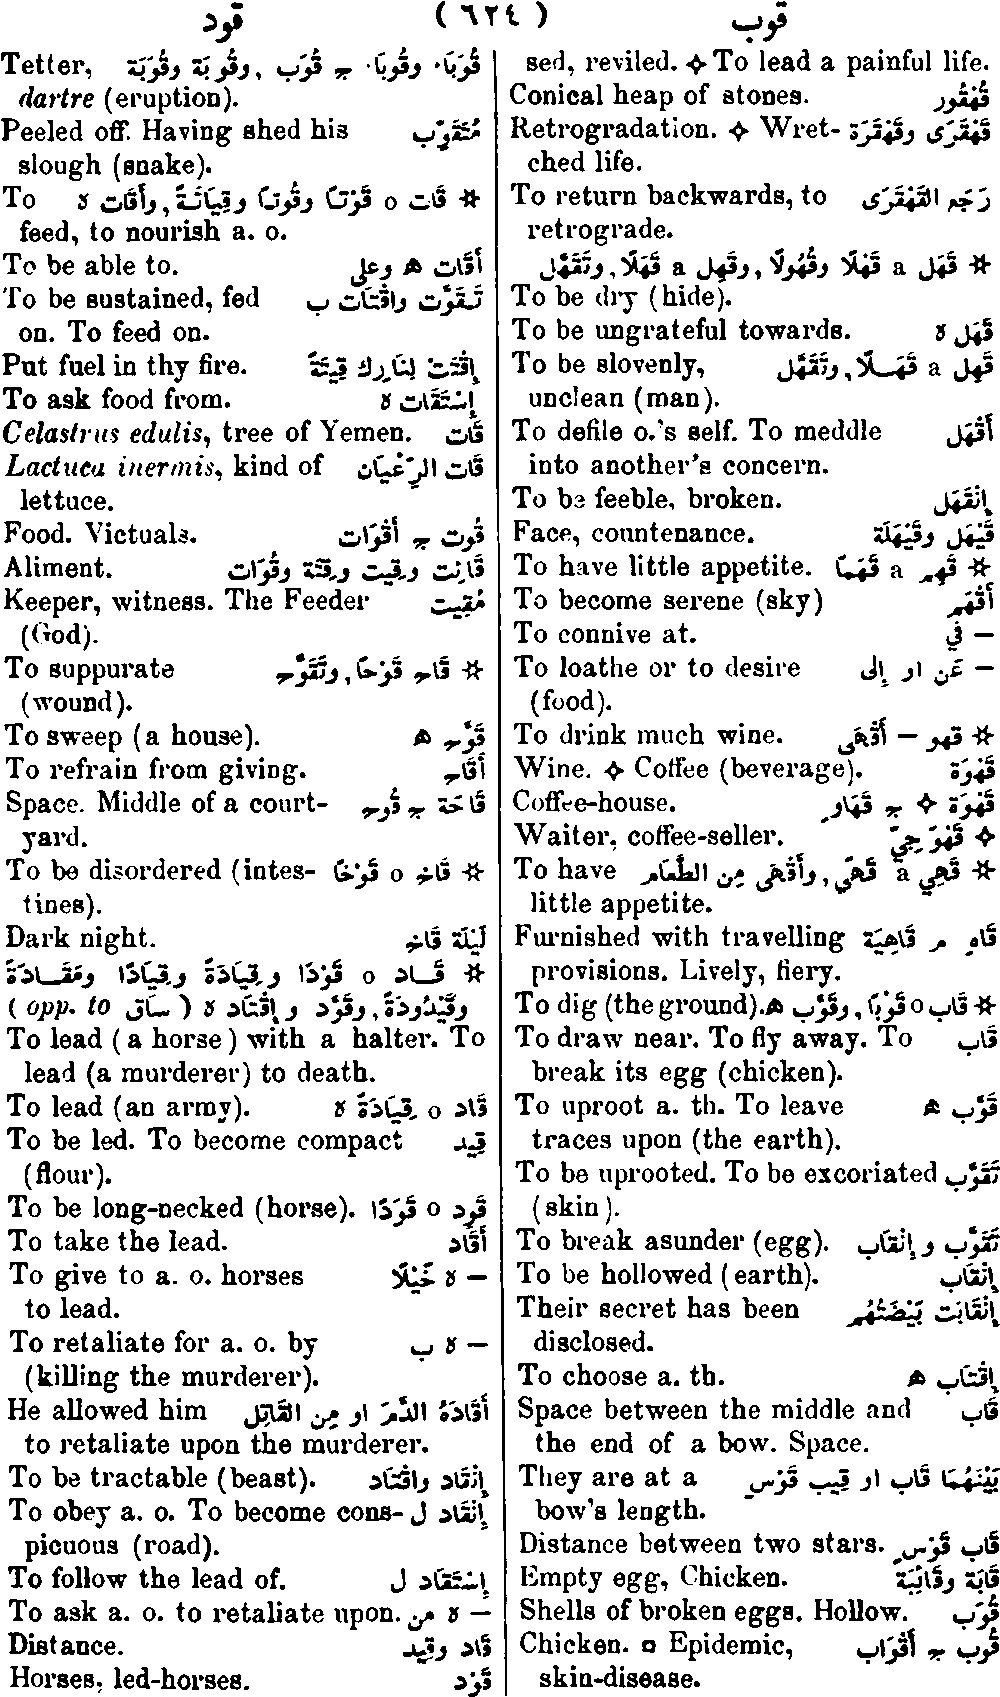 قود ( ٦٢٤ ) قوب
sed, reviled. ✧ To lead a painful life.
Conical heap of stones. قُهْقُور
Retrogradation. ✧ Wret- قَهْقَرَى وقَهْقَرَة
ched life.
To return backwards, to رَجَع القَهْقَرَى
retrograde.
✲ قَهَل a قَهْلًا وقُهُولًا, وقَهِل a قَهَلًا, وتَقَهَّل
To be dry (hide).
To be ungrateful towards. قَهَل ه
To be slovenly, قَهِل a قَهَلًا, وتَقَهَّل
unclean (man).
To defile o.'s self. To meddle أَقْهَل
into another's concern.
To be feeble, broken. إِنْقَهَل
Face, countenance. قَيْهَل وقَيْهَلَة
To have little appetite. ✲ قَهِم a قَهَمًا
To become serene (sky) أَقْهَم
To connive at. — في
To loathe or to desire — عَن او إِلى
(food).
To drink much wine. ✲ قهو — أَقْهَى
Wine. ✧ Coffee (beverage). قَهْوَة
Coffee-house. قَهْوَة ✧ ج قَهَاوٍ
Waiter, coffee-seller. ✧ قَهْوَجِيّ
To have ✲ قَهِي a قَهًى, وأَقْهَى مِن الطَّعَام
little appetite.
Furnished with travelling قَاهٍ م قَاهِيَة
provisions. Lively, fiery.
To dig (the ground). ✲ قَاب o قَوْبًا, وقَوَّب ه
To draw near. To fly away. To قَاب
break its egg (chicken).
To uproot a. th. To leave قَوَّب ه
traces upon (the earth).
To be uprooted. To be excoriated تَقَوَّب
(skin).
To break asunder (egg). تَقَوَّب و إِنْقَاب
To be hollowed (earth). إِنْقَاب
Their secret has been إِنْقَابَت بَيْضَتُهُم
disclosed.
To choose a. th. إِقْتَاب ه
Space between the middle and قَاب
the end of a bow. Space.
They are at a بَيْنَهُمَا قَاب او قِيب قَوْسٍ
bow's length.
Distance between two stars. قَاب قَوْسٍ
Empty egg, Chicken. قَابَة وقَائِبَة
Shells of broken eggs. Hollow. قُوَب
Chicken. ▫ Epidemic, قُوب ج أَقْوَاب
skin-disease.
Tetter, قُوَبَاء وقُوبَاء ج قُوَب, وقُوبَة وقُوَبَة
dartre (eruption).
Peeled off. Having shed his مُتَقَوِّب
slough (snake).
To ✲ قَات o قَوْتًا وقُوتًا وقِيَاتَةً, وأَقَات ه
feed, to nourish a. o.
To be able to. أَقَات ه وعلى
To be sustained, fed تَقَوَّت واقْتَات ب
on. To feed on.
Put fuel in thy fire. إِقْتَتْ لِنَارِك قِيتَةً
To ask food from. إِسْتَقَات ه
Celastrus edulis, tree of Yemen. قَات
Lactuca inermis, kind of قَات الرِّعْيَان
lettuce.
Food. Victuals. قُوت ج أَقْوَات
Aliment. قَائِت وقِيت وقِيتَة وقُوَات
Keeper, witness. The Feeder مُقِيت
(God).
To suppurate ✲ قَاح قَوْحًا, وتَقَوَّح
(wound).
To sweep (a house). قَوَّح ه
To refrain from giving. أَقَاح
Space. Middle of a court- قَاحَة ج قُوح
yard.
To be disordered (intes- ✲ قَاخ o قَوْخًا
tines).
Dark night. لَيْلَة قَاخ
✲ قَاد o قَوْدًا وقِيَادَةً وقِيَادًا ومَقَادَةً
وقَيْدُودَةً, وقَوَّد و إِقْتَاد ه (opp. to سَاق)
To lead (a horse) with a halter. To
lead (a murderer) to death.
To lead (an army). قَاد o قِيَادَةً ه
To be led. To become compact قِيد
(flour).
To be long-necked (horse). قَوِد o قَوَدًا
To take the lead. أَقَاد
To give to a. o. horses — ه خَيْلًا
to lead.
To retaliate for a. o. by — ه ب
(killing the murderer).
He allowed him أَقَادَهُ الدَّمَ او مِن القَاتِل
to retaliate upon the murderer.
To be tractable (beast). إِنْقَاد واقْتَاد
To obey a. o. To become cons- إِنْقَاد ل
picuous (road).
To follow the lead of. إِسْتَقَاد ل
To ask a. o. to retaliate upon. — ه من
Distance. قَاد وقِيد
Horses, led-horses. قَوْد